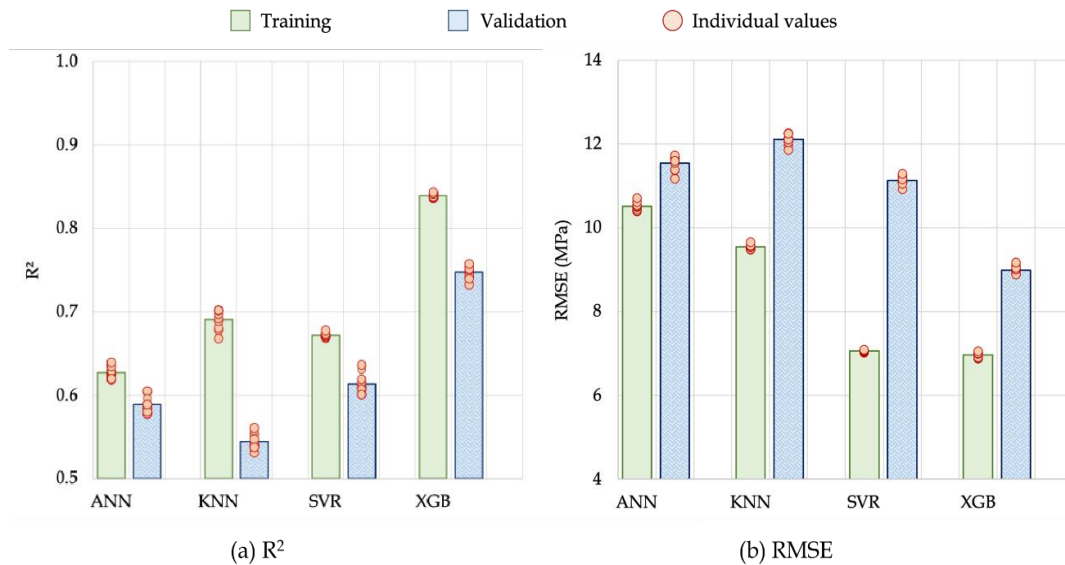 Training Validation Individual values
R²
1.0
0.9
0.8
0.7
0.6
0.5
ANN KNN SVR XGB
(a) R²
RMSE (MPa)
14
12
10
8
6
4
ANN KNN SVR XGB
(b) RMSE